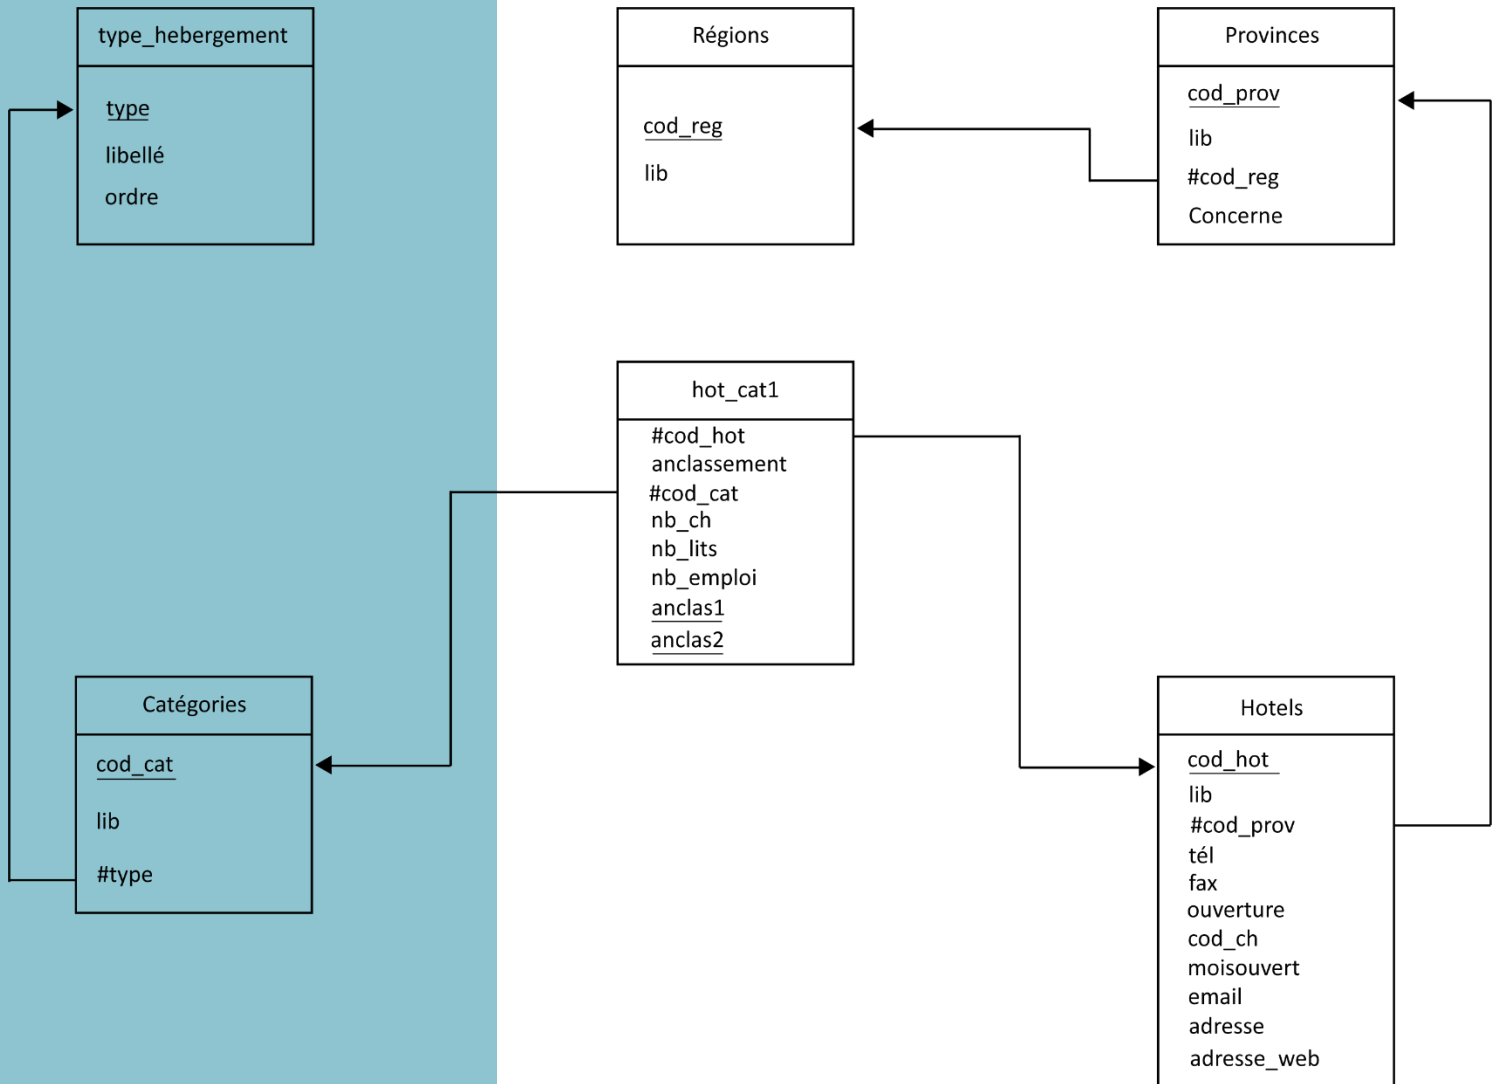 type_hebergement
type
libellé
ordre
Régions
cod_reg
lib
Provinces
cod_prov
lib
#cod_reg
Concerne
hot_cat1
#cod_hot
anclassement
#cod_cat
nb_ch
nb_lits
nb_emploi
anclas1
anclas2
Catégories
cod_cat
lib
#type
Hotels
cod_hot
lib
#cod_prov
tél
fax
ouverture
cod_ch
moisouvert
email
adresse
adresse_web